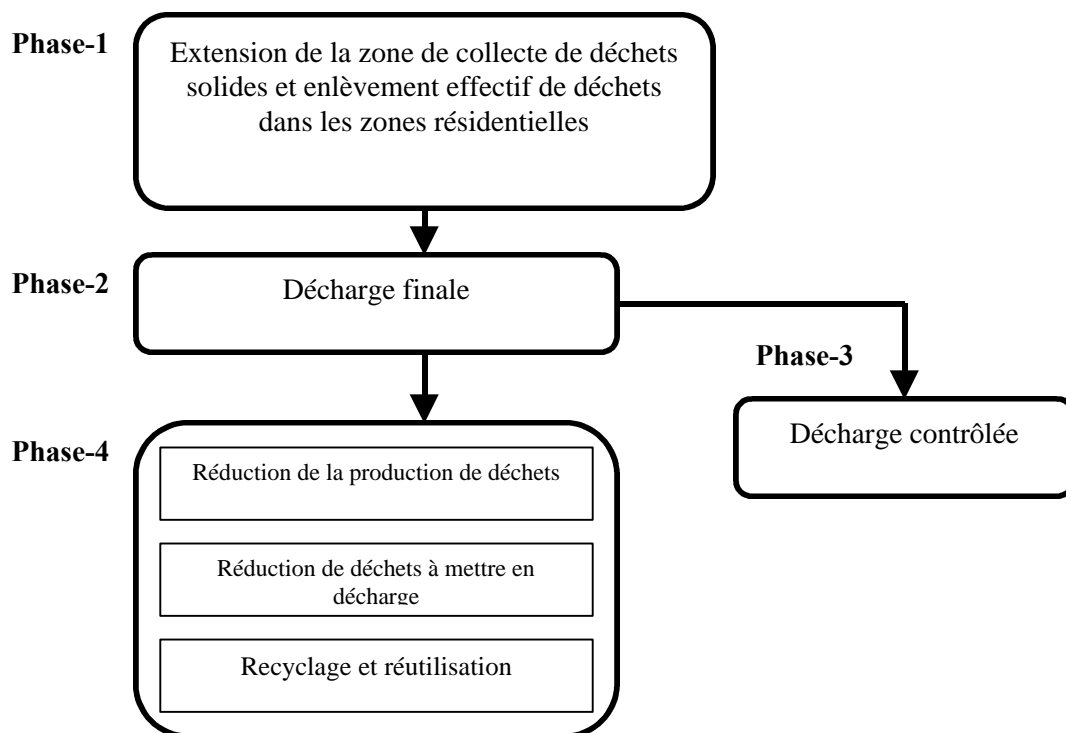 Phase-1
Extension de la zone de collecte de déchets
solides et enlèvement effectif de déchets
dans les zones résidentielles
Phase-2
Décharge finale
Phase-3
Décharge contrôlée
Phase-4
Réduction de la production de déchets
Réduction de déchets à mettre en
décharge
Recyclage et réutilisation